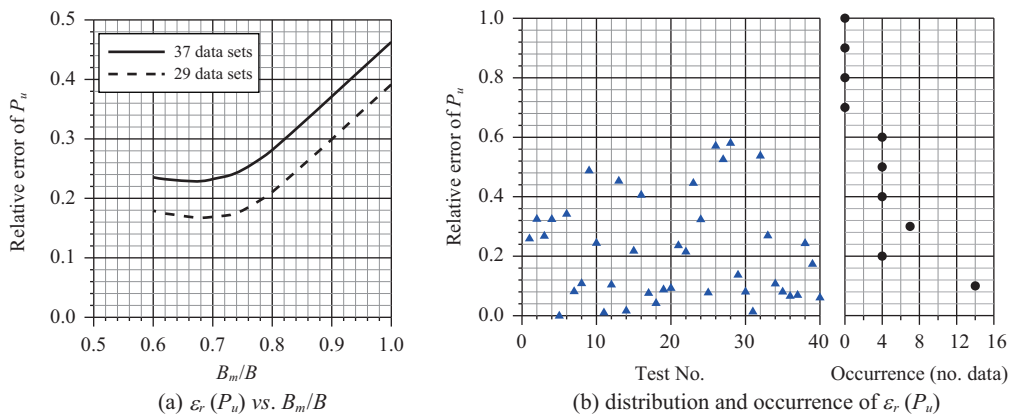 0.5
0.4
0.3
0.2
0.1
0.0
Relative error of P_u
37 data sets
29 data sets
0.5 0.6 0.7 0.8 0.9 1.0
B_m/B
(a) ε_r (P_u) vs. B_m/B
1.0
0.8
0.6
0.4
0.2
0.0
Relative error of P_u
0 10 20 30 40
Test No.
0 4 8 12 16
Occurrence (no. data)
(b) distribution and occurrence of ε_r (P_u)